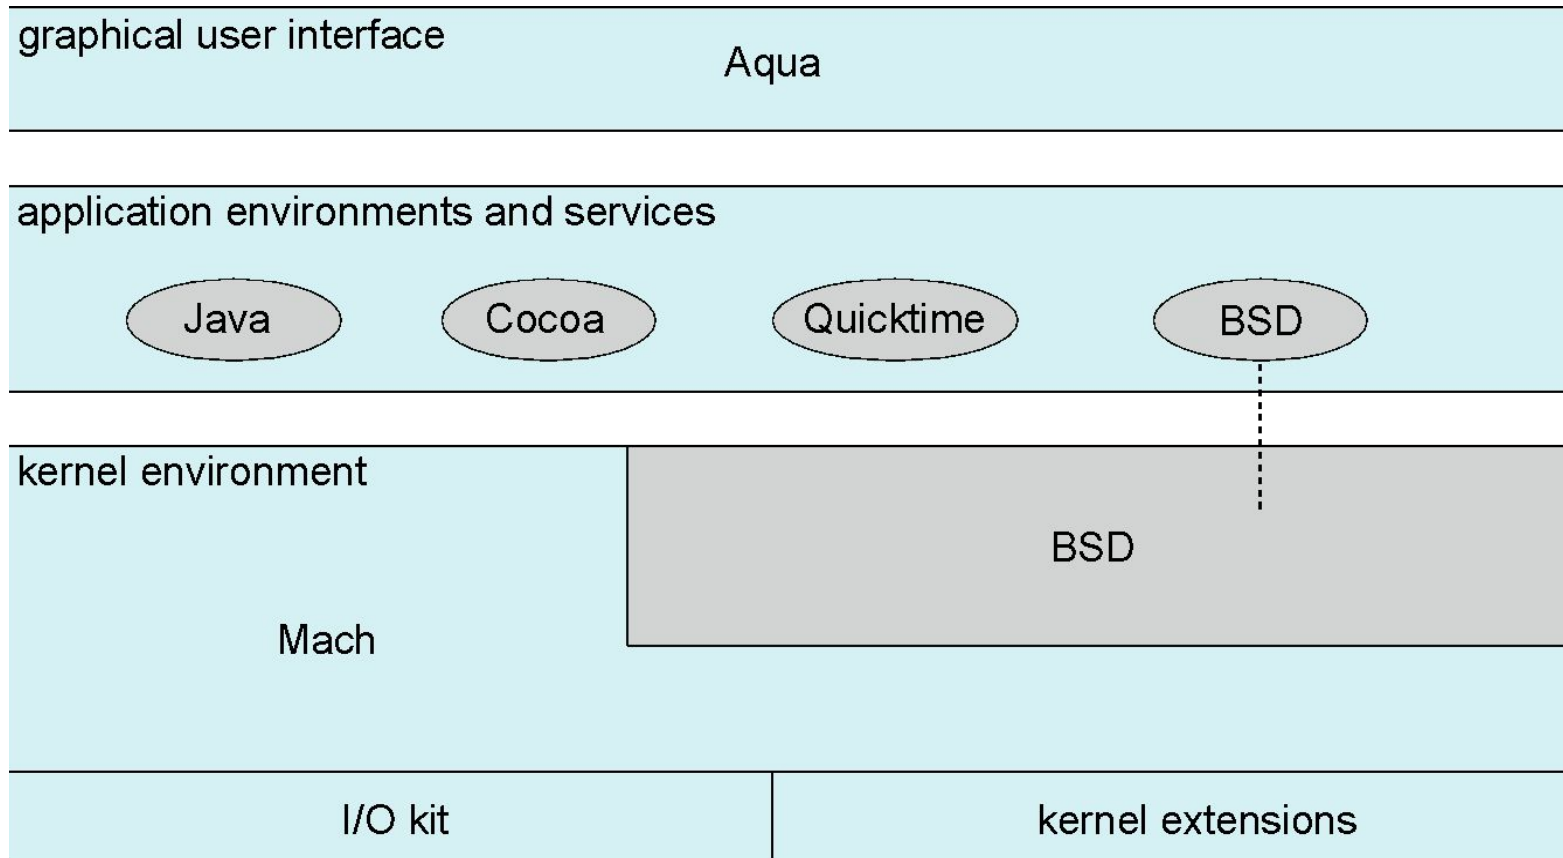 graphical user interface
Aqua
application environments and services
Java
Cocoa
Quicktime
BSD
kernel environment
BSD
Mach
I/O kit
kernel extensions